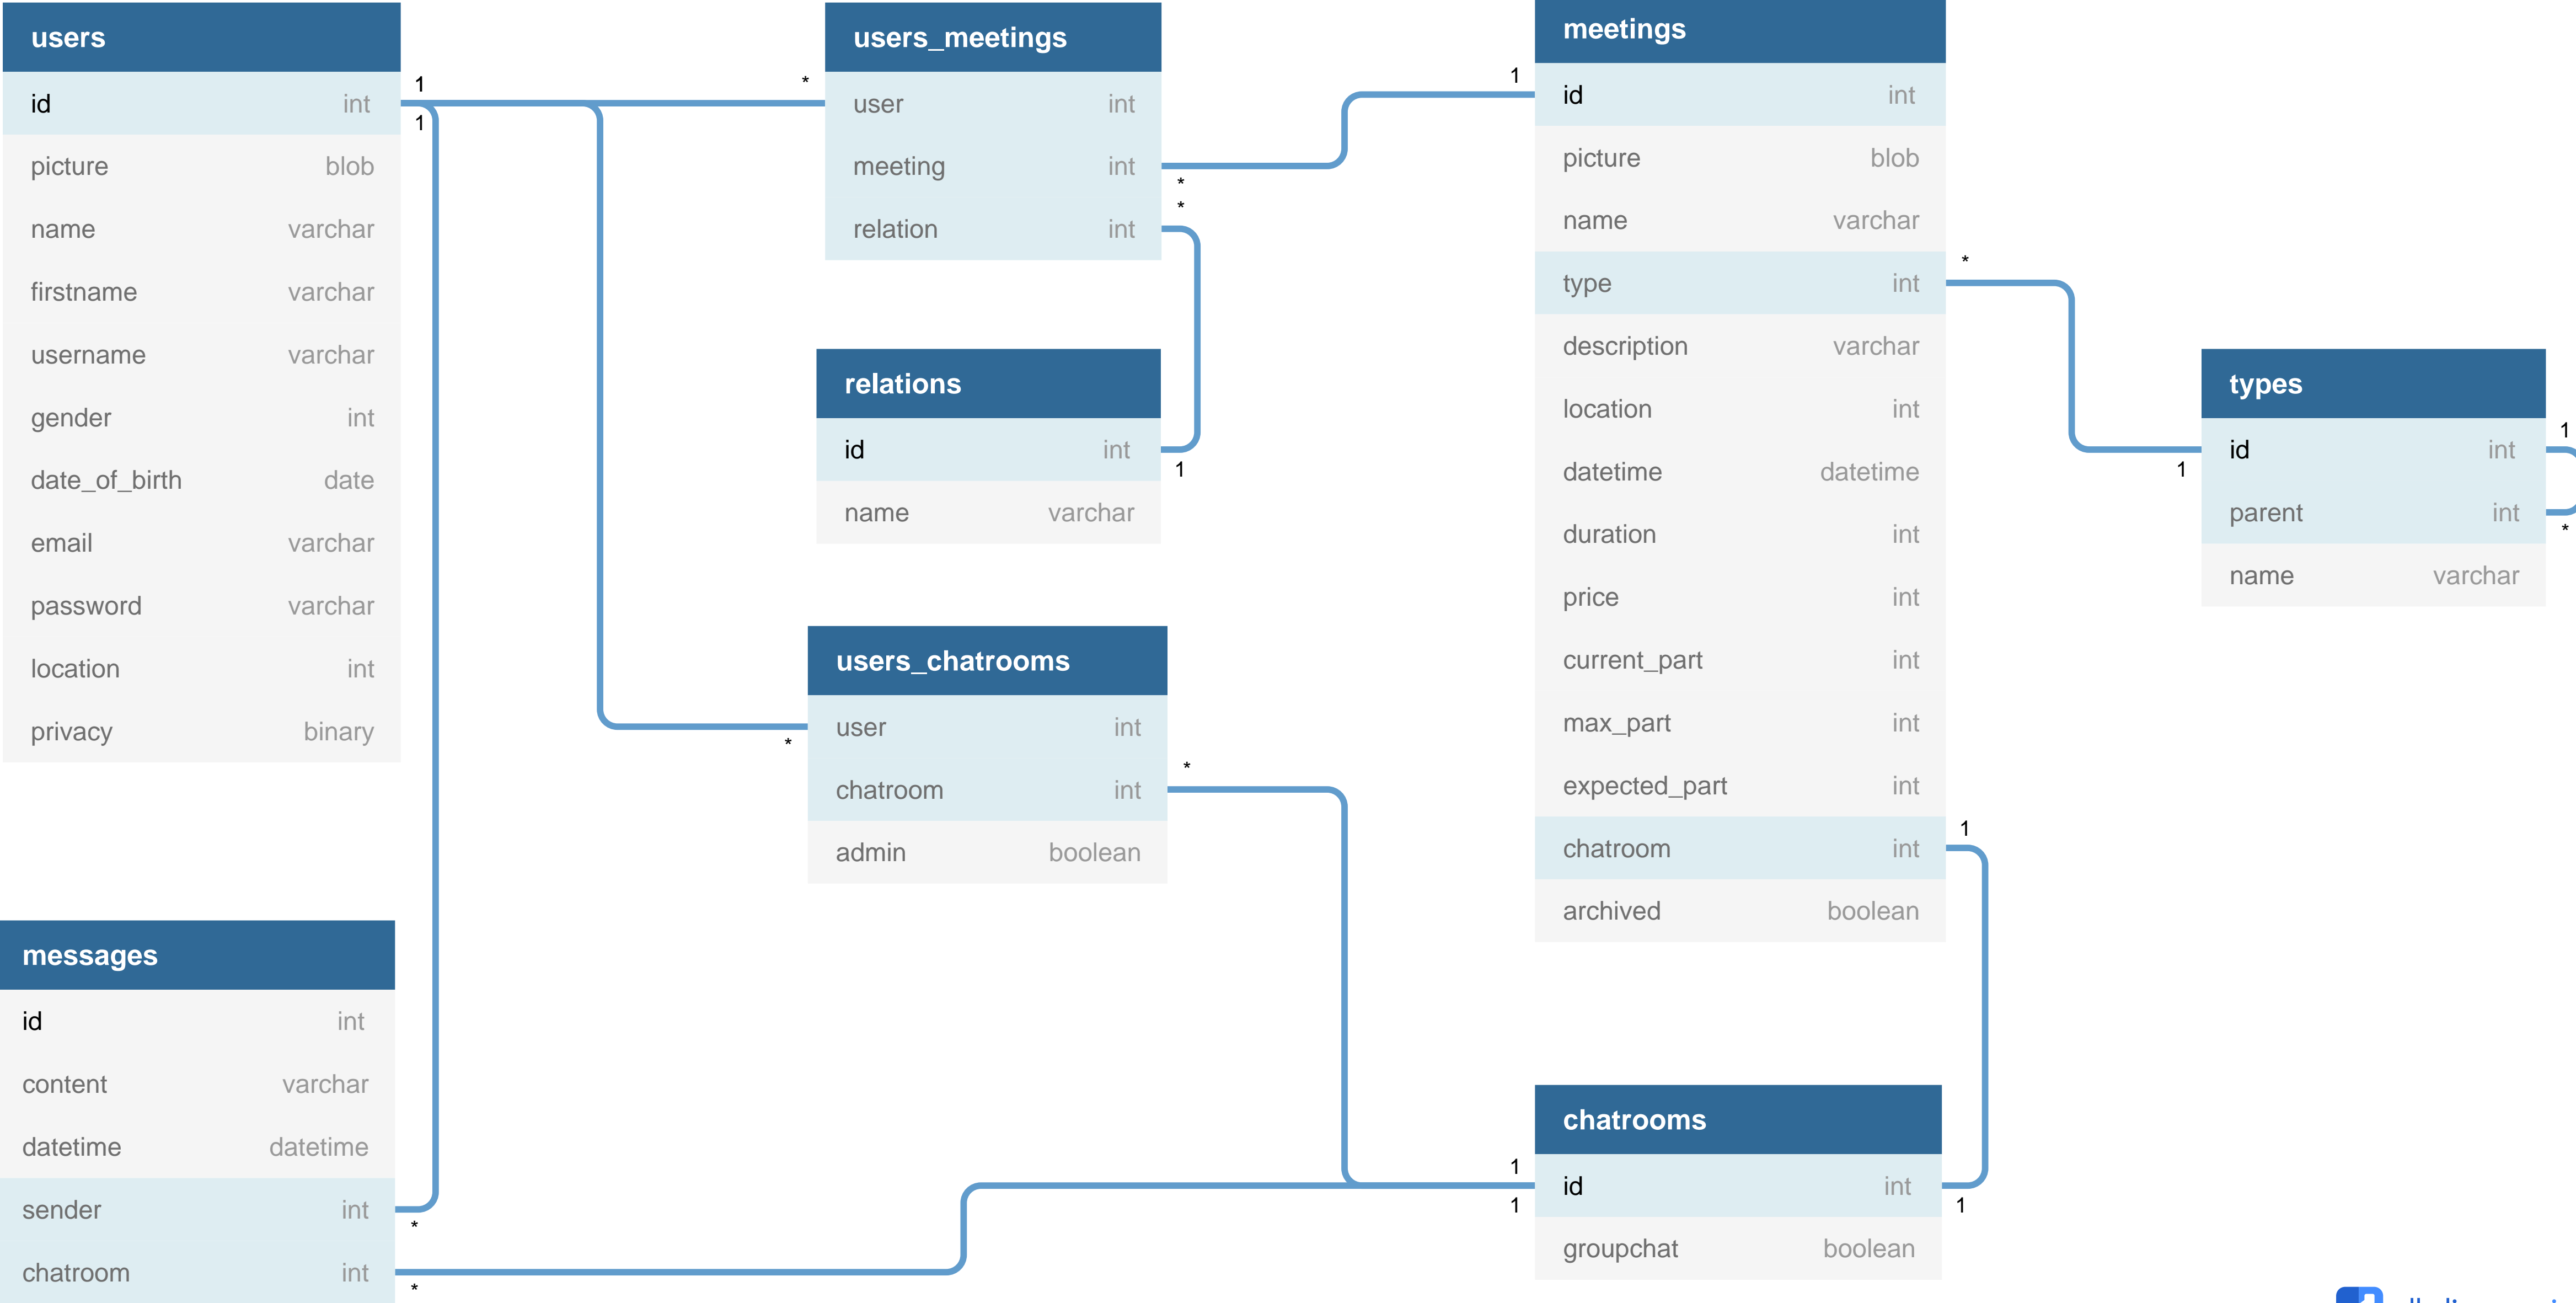 users
id int
picture blob
name varchar
firstname varchar
username varchar
gender int
date_of_birth date
email varchar
password varchar
location int
privacy binary
1
1
*
users_meetings
user int
meeting int
relation int
*
*
relations
id int
name varchar
1
users_chatrooms
user int
chatroom int
admin boolean
*
*
messages
id int
content varchar
datetime datetime
sender int
chatroom int
*
*
1
meetings
id int
picture blob
name varchar
type int
description varchar
location int
datetime datetime
duration int
price int
current_part int
max_part int
expected_part int
chatroom int
archived boolean
*
1
types
id int
parent int
name varchar
1
1
*
chatrooms
id int
groupchat boolean
1
1
1